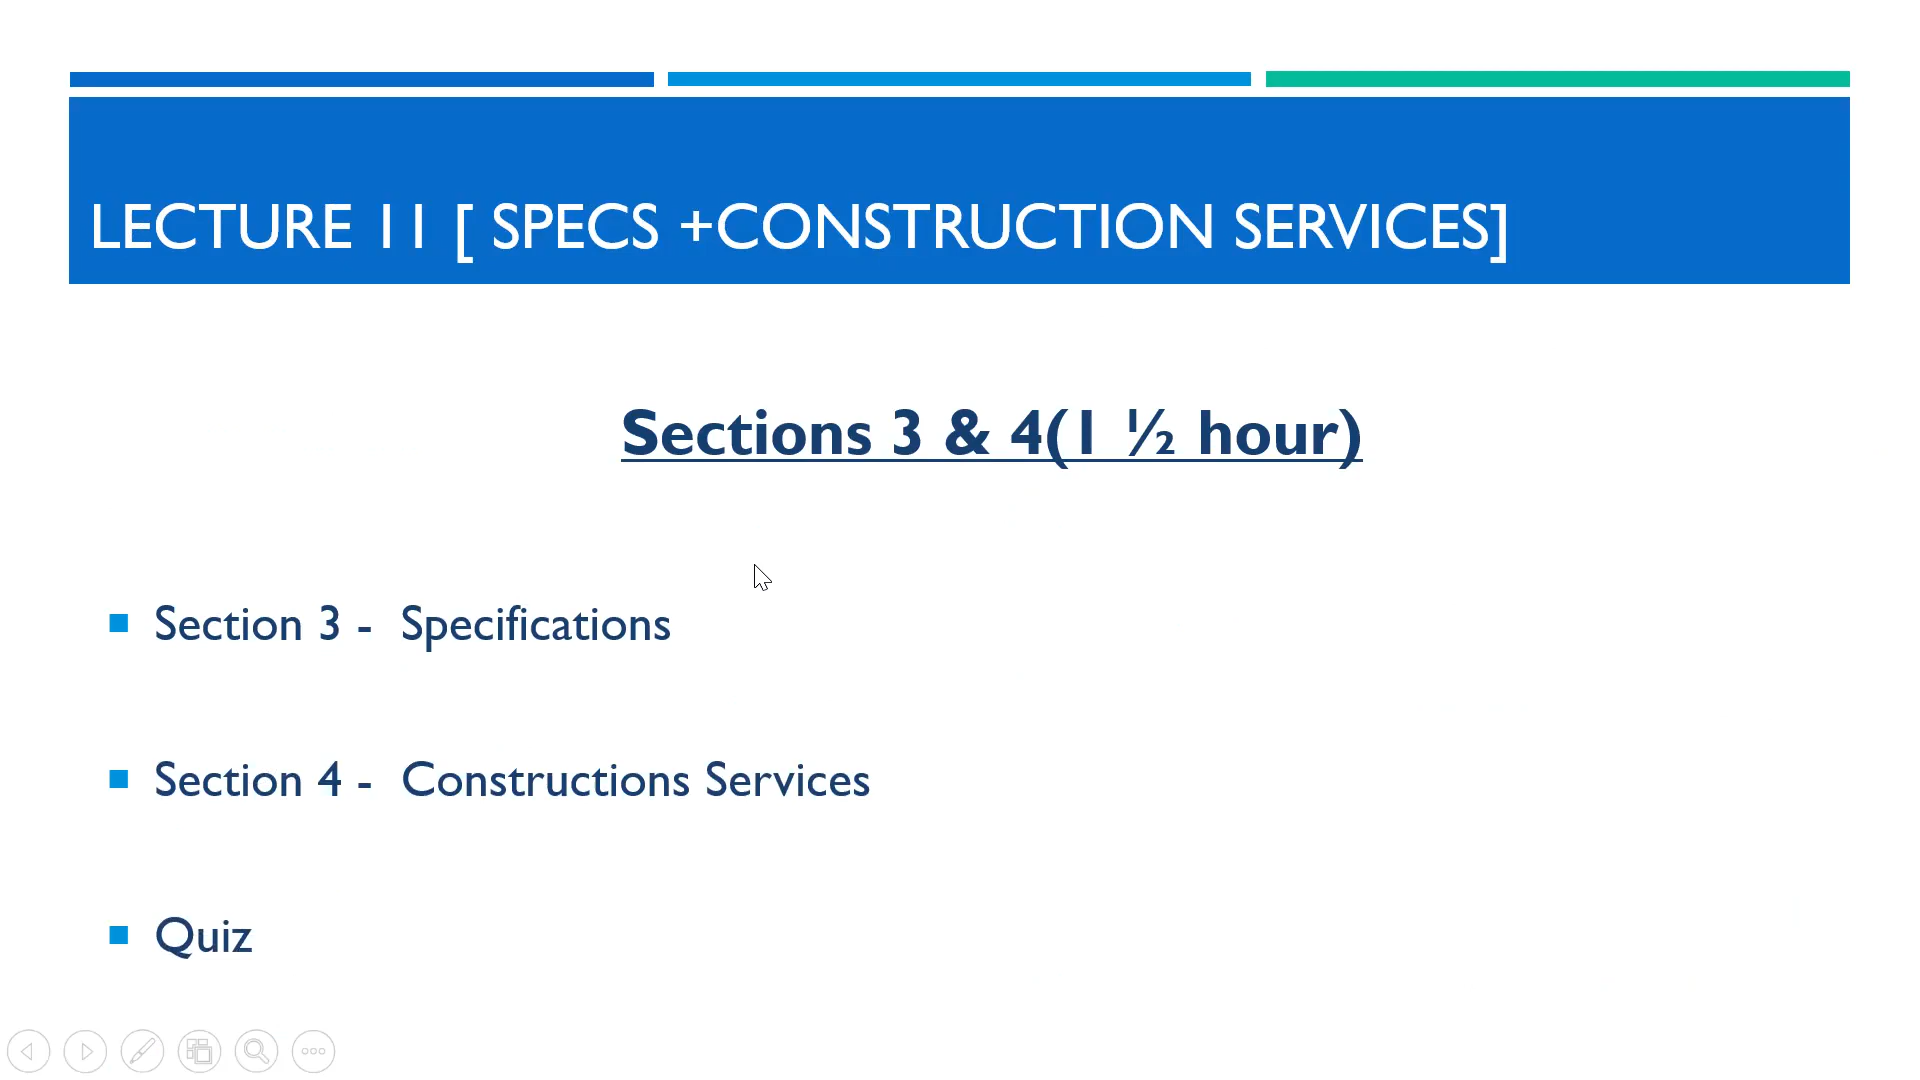 LECTURE 11 [ SPECS +CONSTRUCTION SERVICES]
Sections 3 & 4(1 ½ hour)
Section 3 - Specifications
Section 4 - Constructions Services
Quiz